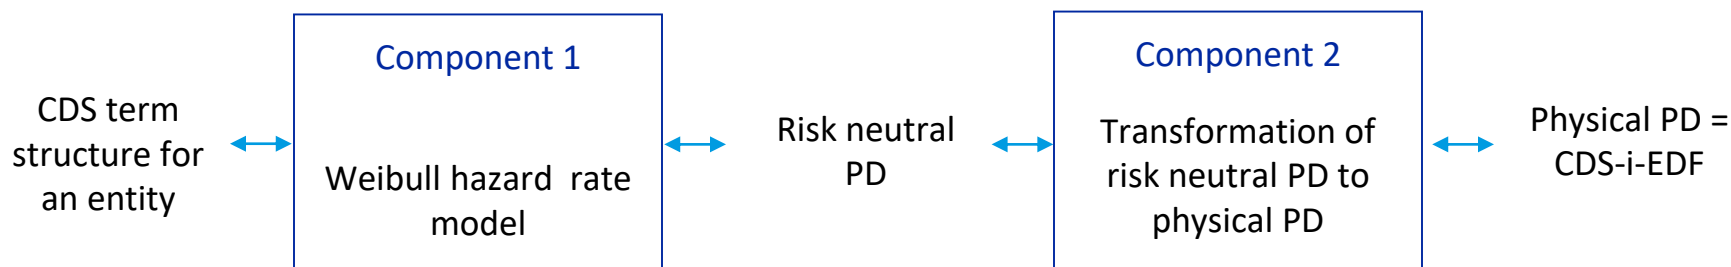 CDS term
structure for
an entity
Component 1
Weibull hazard rate
model
Risk neutral
PD
Component 2
Transformation of
risk neutral PD to
physical PD
Physical PD =
CDS-i-EDF